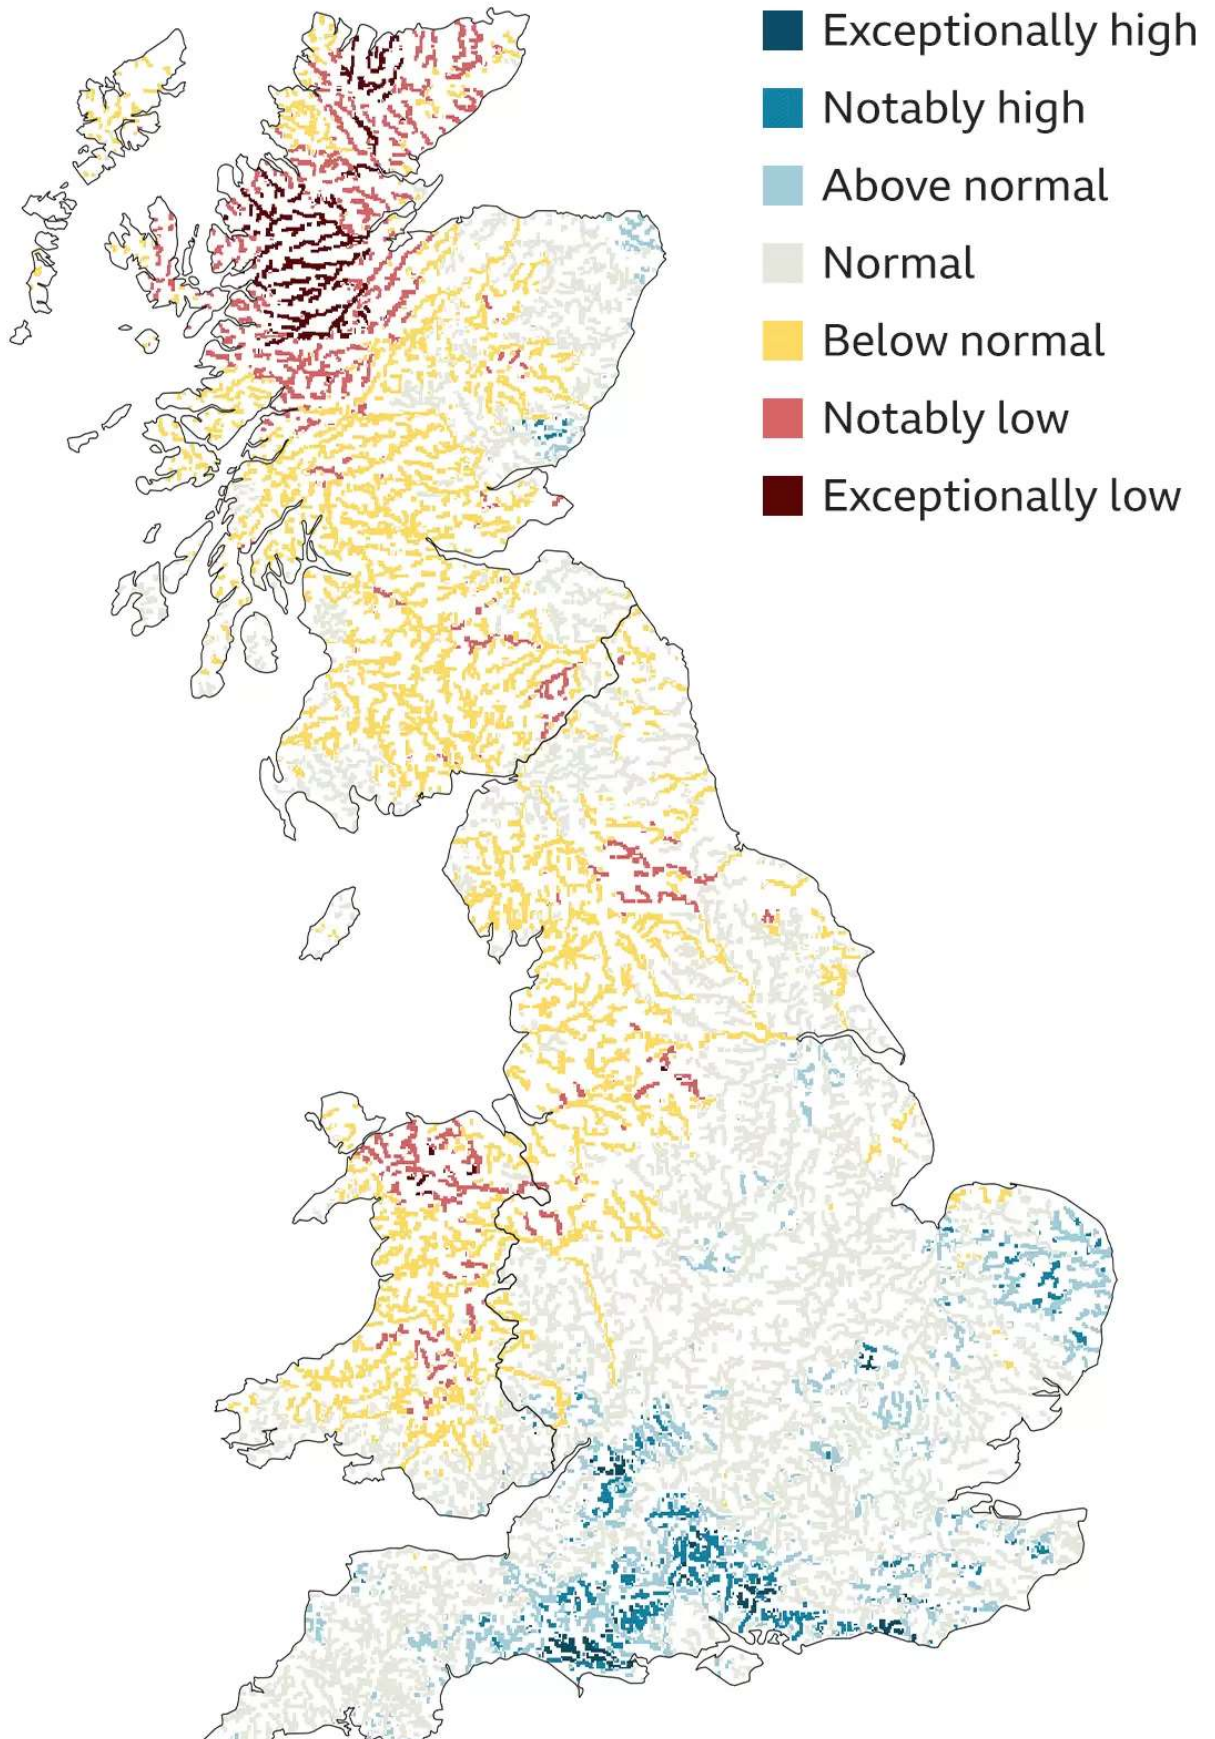 Exceptionally high
Notably high
Above normal
Normal
Below normal
Notably low
Exceptionally low